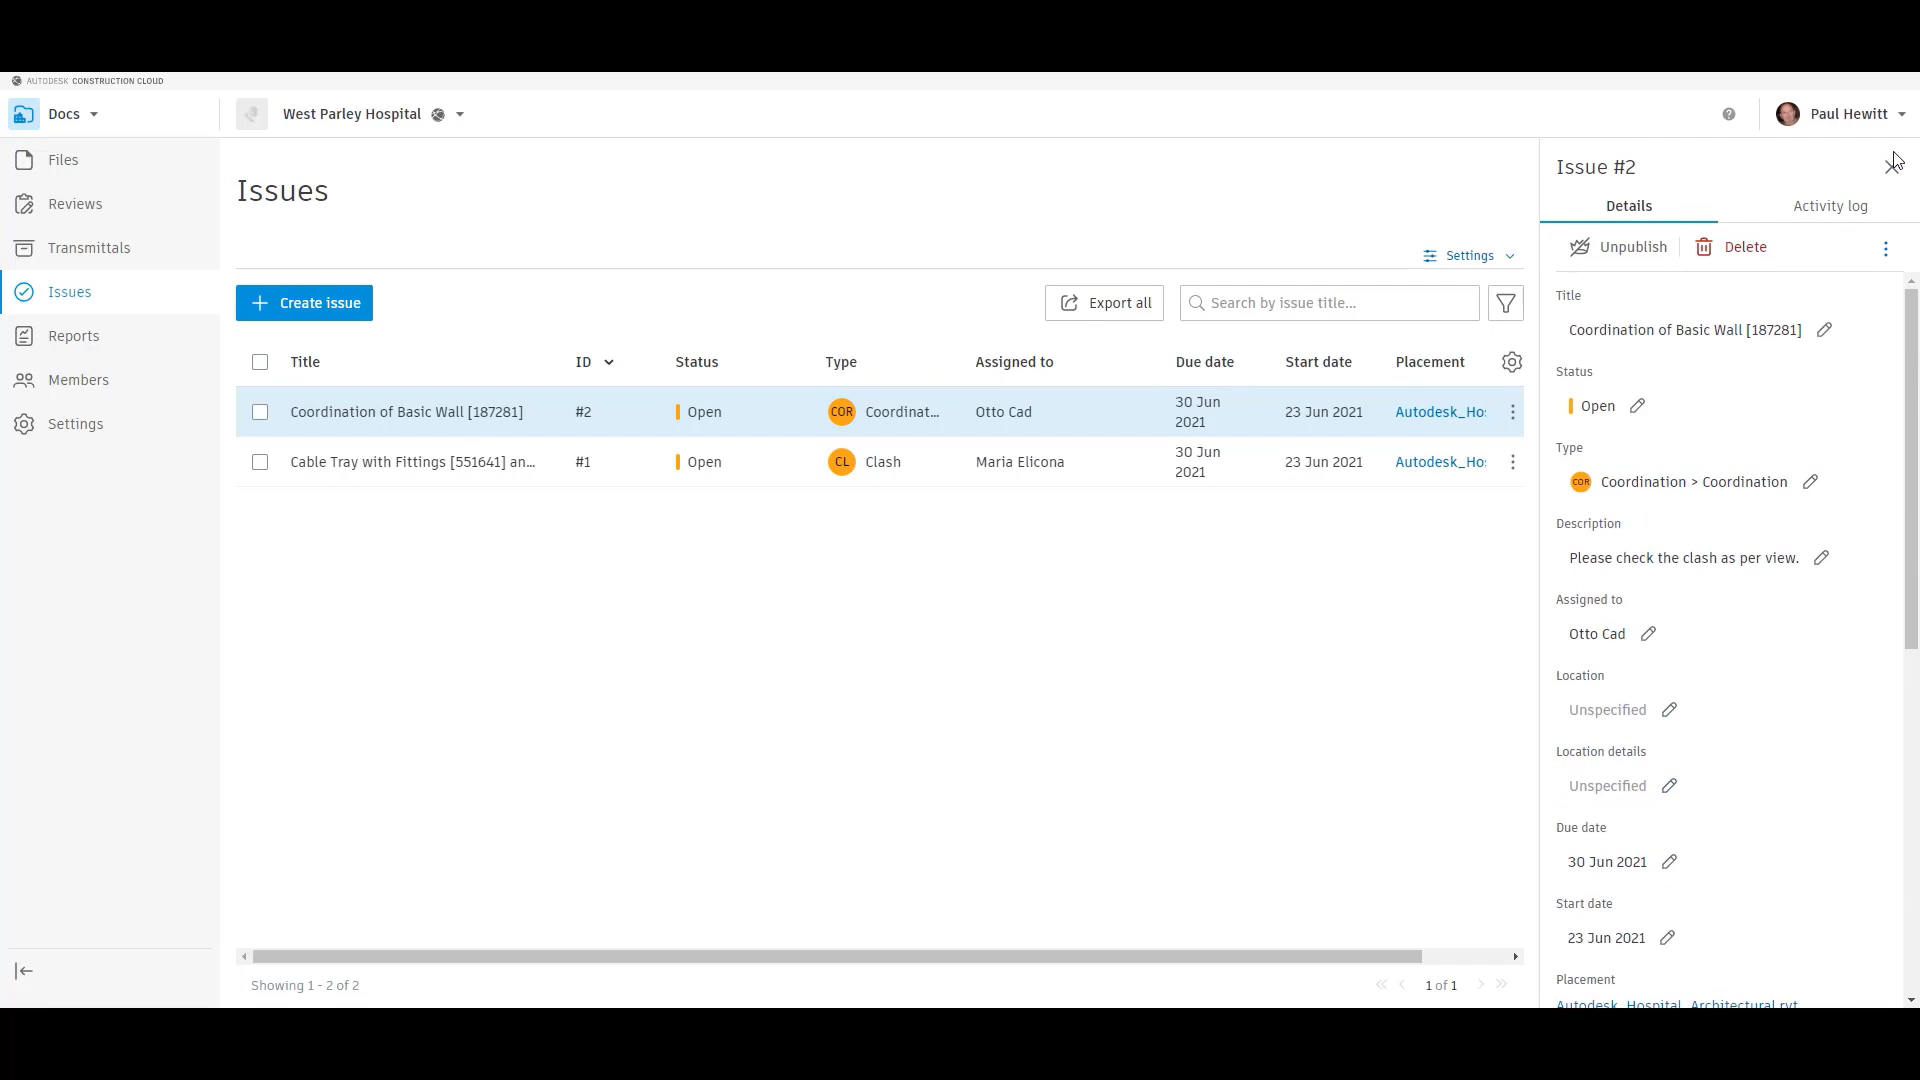 AUTODESK CONSTRUCTION CLOUD
Docs
West Parley Hospital
Paul Hewitt
Files
Reviews
Transmittals
Issues
Reports
Members
Settings
Issues
Settings
Create issue
Export all
Search by issue title...
Title ID Status Type Assigned to Due date Start date Placement
Coordination of Basic Wall [187281] #2 Open COR Coordinat... Otto Cad 30 Jun 2021 23 Jun 2021 Autodesk_Ho
Cable Tray with Fittings [551641] an... #1 Open CL Clash Maria Elicona 30 Jun 2021 23 Jun 2021 Autodesk_Ho
Showing 1 - 2 of 2
1 of 1
Issue #2
Details Activity log
Unpublish Delete
Title
Coordination of Basic Wall [187281]
Status
Open
Type
COR Coordination > Coordination
Description
Please check the clash as per view.
Assigned to
Otto Cad
Location
Unspecified
Location details
Unspecified
Due date
30 Jun 2021
Start date
23 Jun 2021
Placement
Autodesk_Hospital_Architectural.rvt